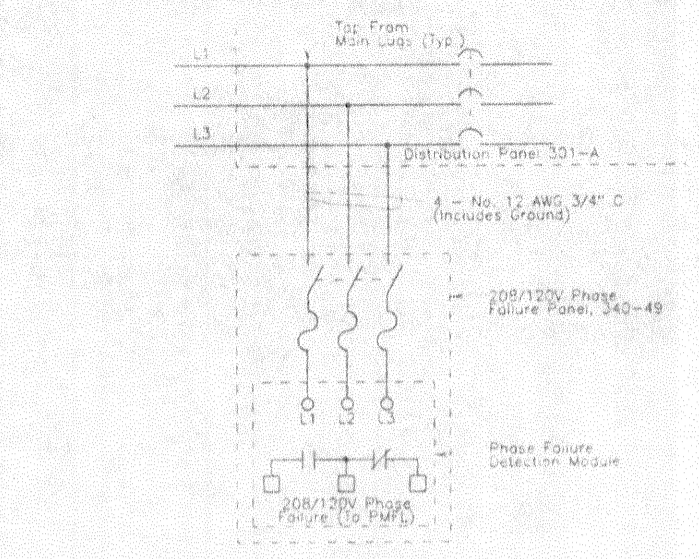 Tap From
Main Lugs (Typ.)
L1
L2
L3
Distribution Panel 301-A
4 - No. 12 AWG 3/4" C
(Includes Ground)
208/120V Phase
Failure Panel, 340-49
L1 L2 L3
Phase Failure
Detection Module
208/120V Phase
Failure (To PMFL)